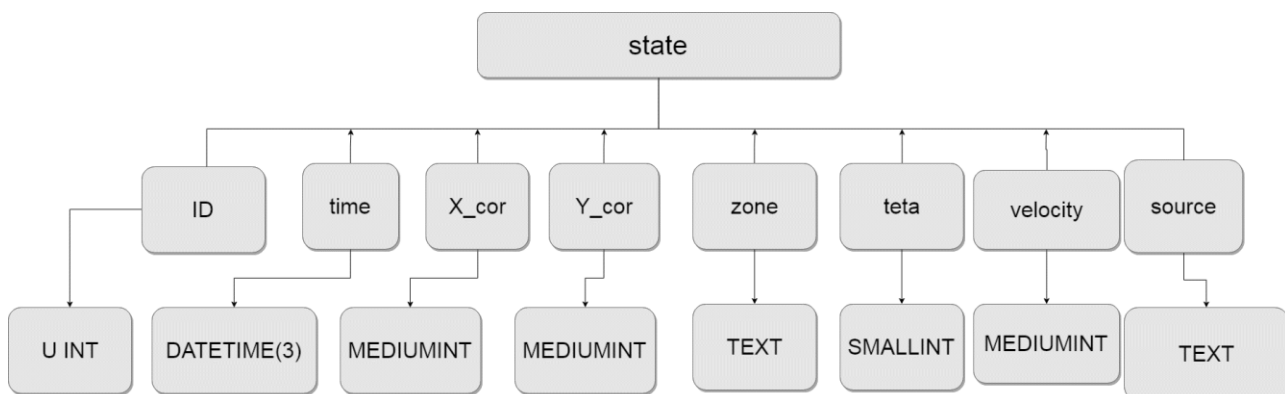 state
ID
time
X_cor
Y_cor
zone
teta
velocity
source
U INT
DATETIME(3)
MEDIUMINT
MEDIUMINT
TEXT
SMALLINT
MEDIUMINT
TEXT